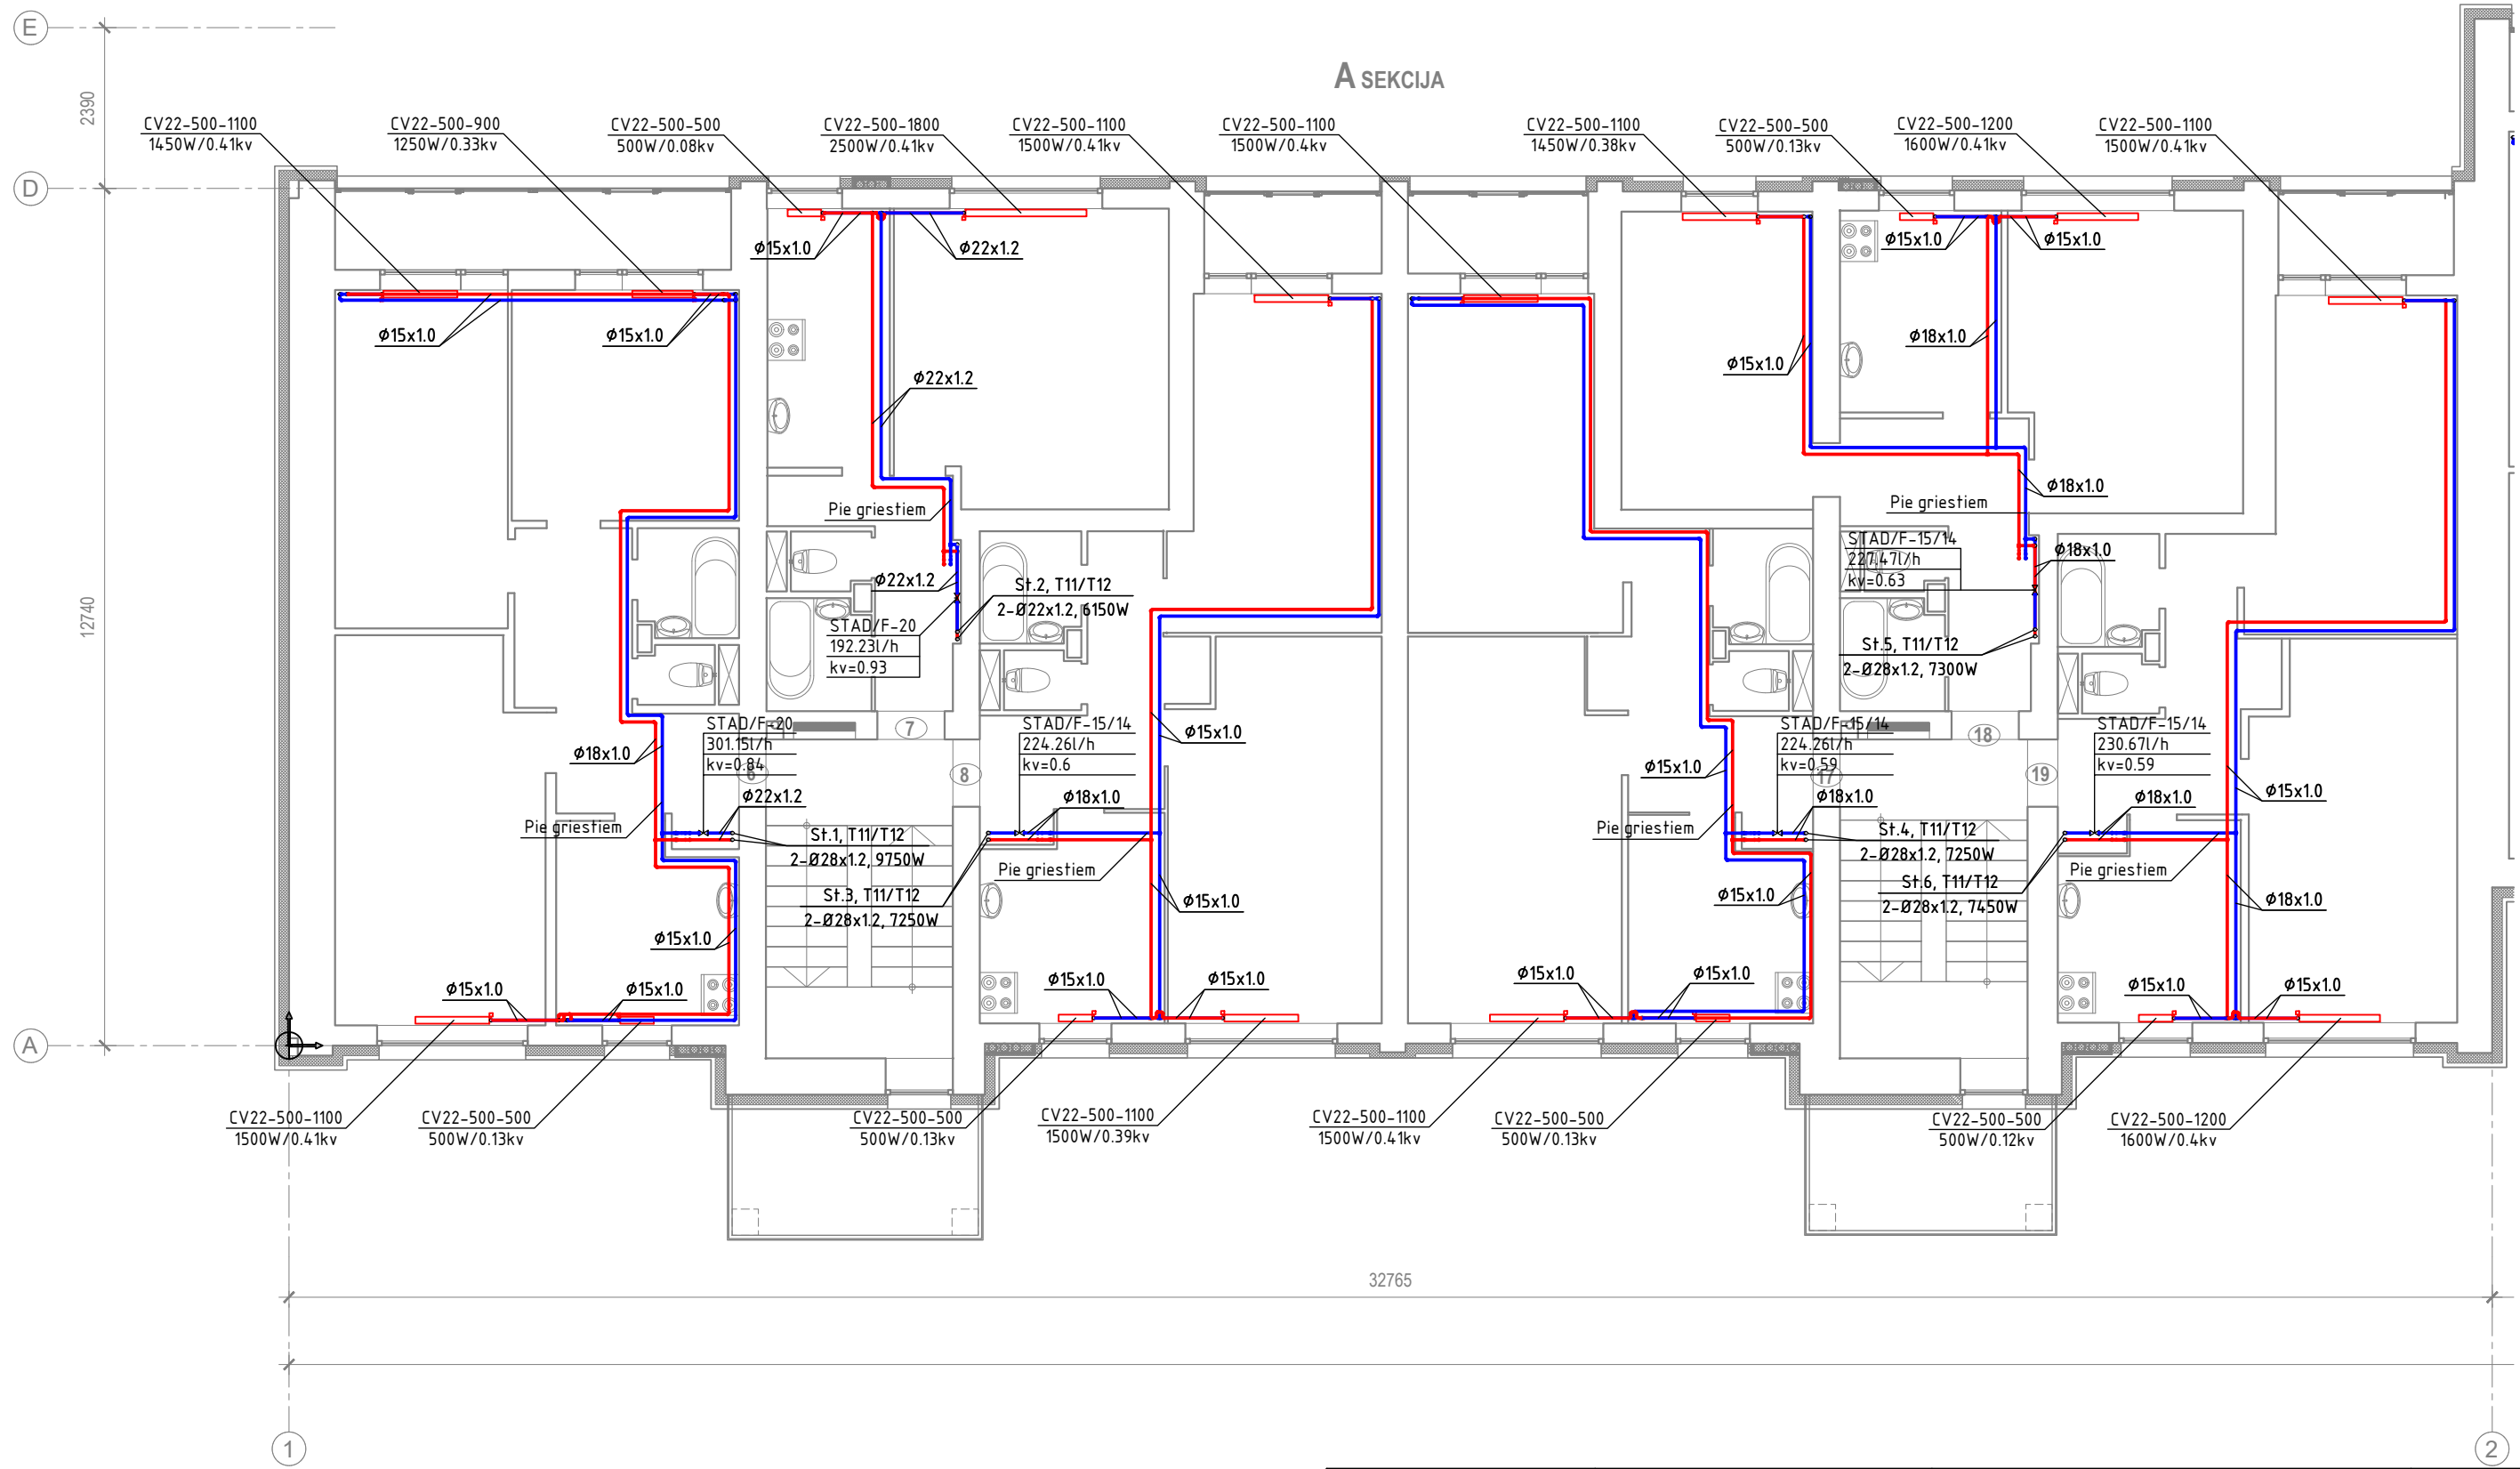 E
A SEKCIJA
2390
CV22-500-1100
1450W/0.41kv
CV22-500-900
1250W/0.33kv
CV22-500-500
500W/0.08kv
CV22-500-1800
2500W/0.41kv
CV22-500-1100
1500W/0.41kv
CV22-500-1100
1500W/0.4kv
CV22-500-1100
1450W/0.38kv
CV22-500-500
500W/0.13kv
CV22-500-1200
1600W/0.41kv
CV22-500-1100
1500W/0.41kv
D
ϕ15x1.0
ϕ22x1.2
ϕ15x1.0
ϕ15x1.0
ϕ15x1.0
ϕ15x1.0
ϕ18x1.0
ϕ15x1.0
ϕ22x1.2
Pie griestiem
ϕ18x1.0
Pie griestiem
12740
ϕ22x1.2
St.2, T11/T12
2-Ø22x1.2, 6150W
STAD/F-20
192.23l/h
kv=0.93
STAD/F-15/14
227.47l/h
kv=0.63
ϕ18x1.0
St.5, T11/T12
2-Ø28x1.2, 7300W
STAD/F-20
301.15l/h
kv=0.84
6
7
8
STAD/F-15/14
224.26l/h
kv=0.6
ϕ15x1.0
STAD/F-15/14
224.26l/h
kv=0.59
17
18
19
STAD/F-15/14
230.67l/h
kv=0.59
ϕ18x1.0
ϕ15x1.0
ϕ15x1.0
ϕ22x1.2
ϕ18x1.0
ϕ18x1.0
ϕ18x1.0
Pie griestiem
St.1, T11/T12
2-Ø28x1.2, 9750W
Pie griestiem
Pie griestiem
St.4, T11/T12
2-Ø28x1.2, 7250W
Pie griestiem
St.3, T11/T12
2-Ø28x1.2, 7250W
ϕ15x1.0
ϕ15x1.0
St.6, T11/T12
2-Ø28x1.2, 7450W
ϕ18x1.0
ϕ15x1.0
ϕ15x1.0
ϕ15x1.0
ϕ15x1.0
ϕ15x1.0
ϕ15x1.0
ϕ15x1.0
ϕ15x1.0
ϕ15x1.0
A
CV22-500-1100
1500W/0.41kv
CV22-500-500
500W/0.13kv
CV22-500-500
500W/0.13kv
CV22-500-1100
1500W/0.39kv
CV22-500-1100
1500W/0.41kv
CV22-500-500
500W/0.13kv
CV22-500-500
500W/0.12kv
CV22-500-1200
1600W/0.4kv
32765
1
2